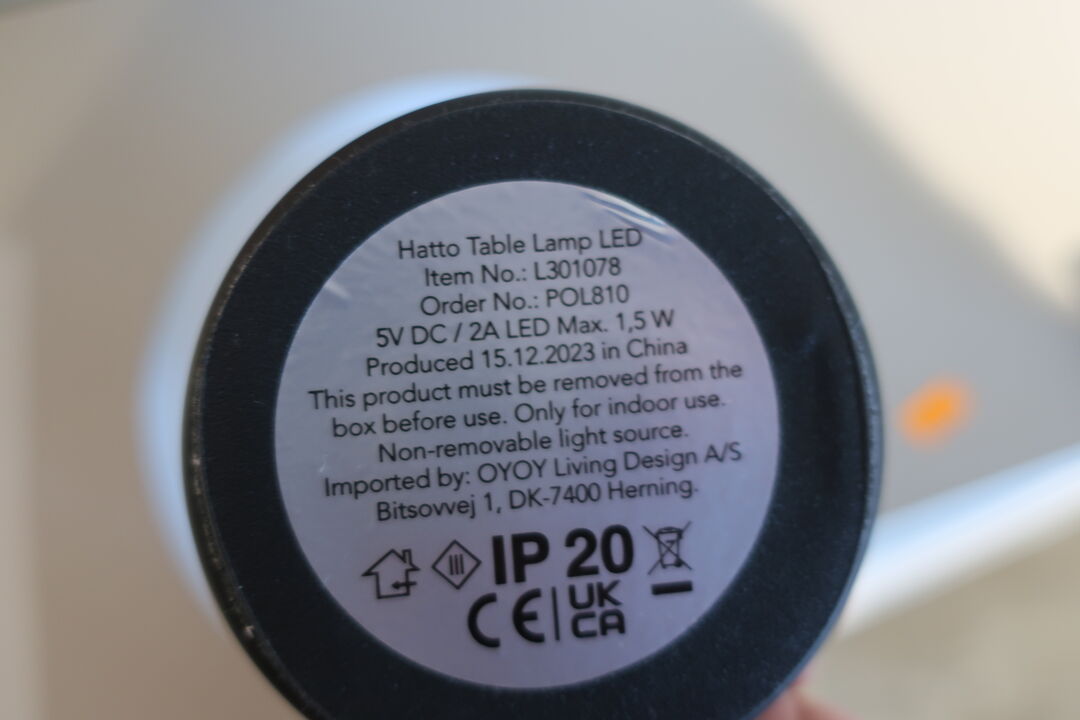 Hatto Table Lamp LED
Item No.: L301078
Order No.: POL810
5V DC / 2A LED Max. 1,5 W
Produced 15.12.2023 in China
This product must be removed from the
box before use. Only for indoor use.
Non-removable light source.
Imported by: OYOY Living Design A/S
Bitsovvej 1, DK-7400 Herning.
IP 20
CE UK
CA